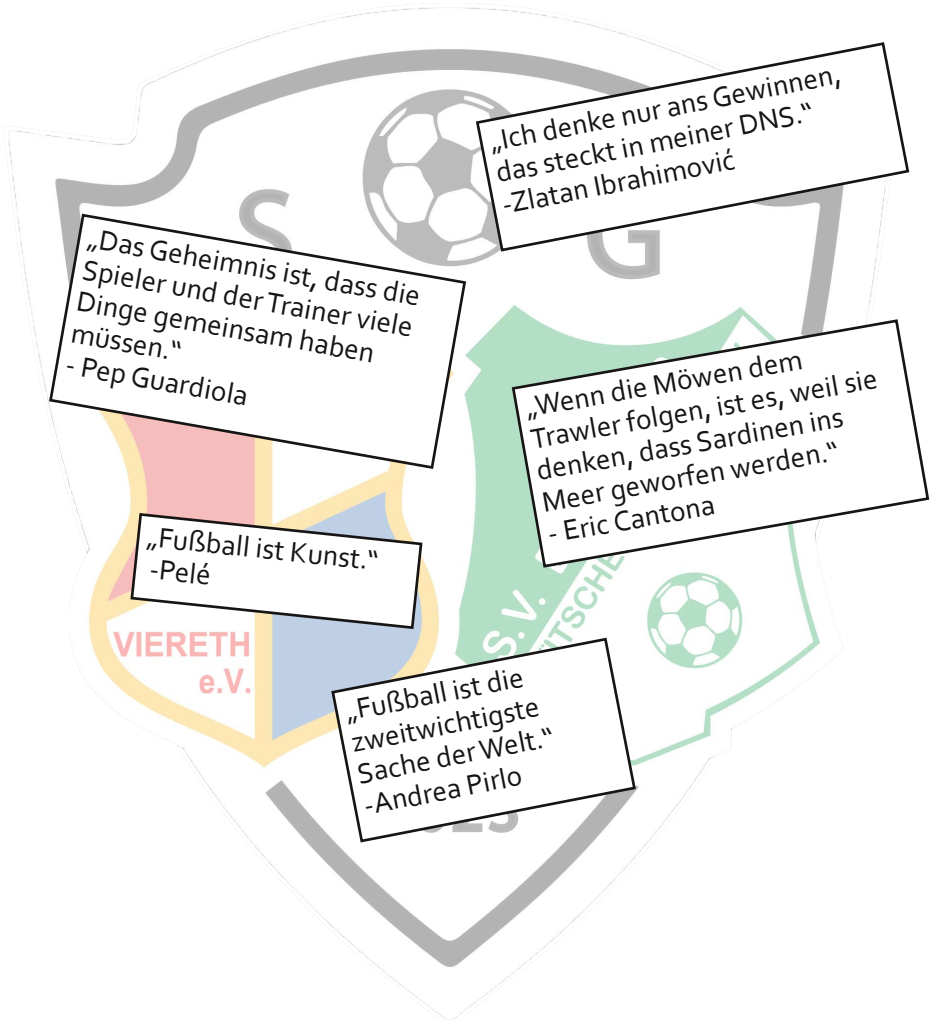 „Ich denke nur ans Gewinnen,
das steckt in meiner DNS.“
-Zlatan Ibrahimović
S
G
„Das Geheimnis ist, dass die
Spieler und der Trainer viele
Dinge gemeinsam haben
müssen.“
- Pep Guardiola
„Wenn die Möwen dem
Trawler folgen, ist es, weil sie
denken, dass Sardinen ins
Meer geworfen werden.“
- Eric Cantona
„Fußball ist Kunst.“
-Pelé
VIERETH
e.V.
S.V.
„Fußball ist die
zweitwichtigste
Sache der Welt.“
-Andrea Pirlo